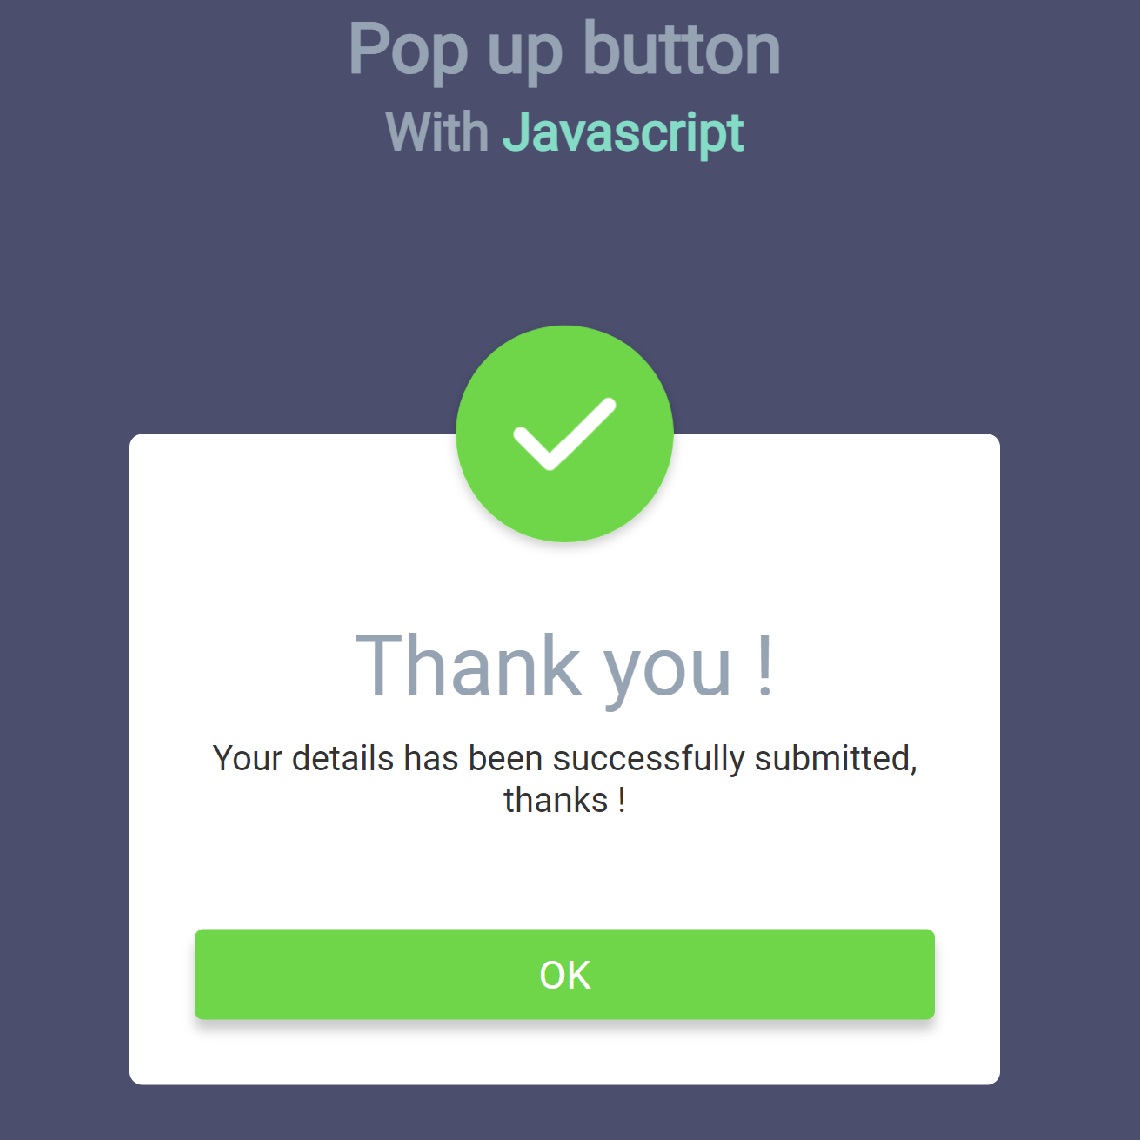 Pop up button
With Javascript
Thank you !
Your details has been successfully submitted,
thanks !
OK